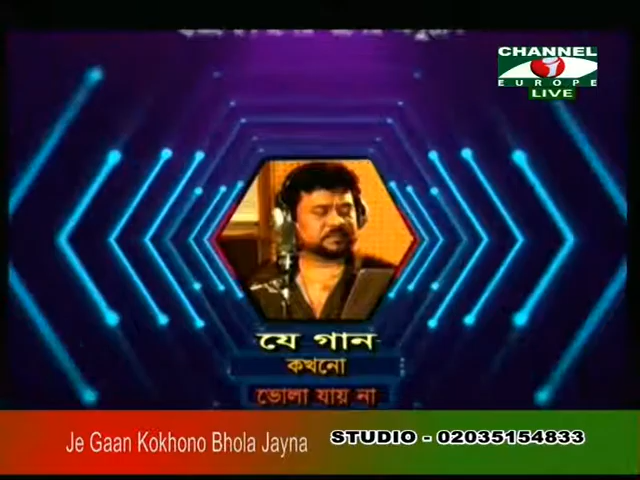 CHANNEL
i
EUROPE
LIVE
যে গান
কখনো
ভোলা যায় না
Je Gaan Kokhono Bhola Jayna
STUDIO - 02035154833